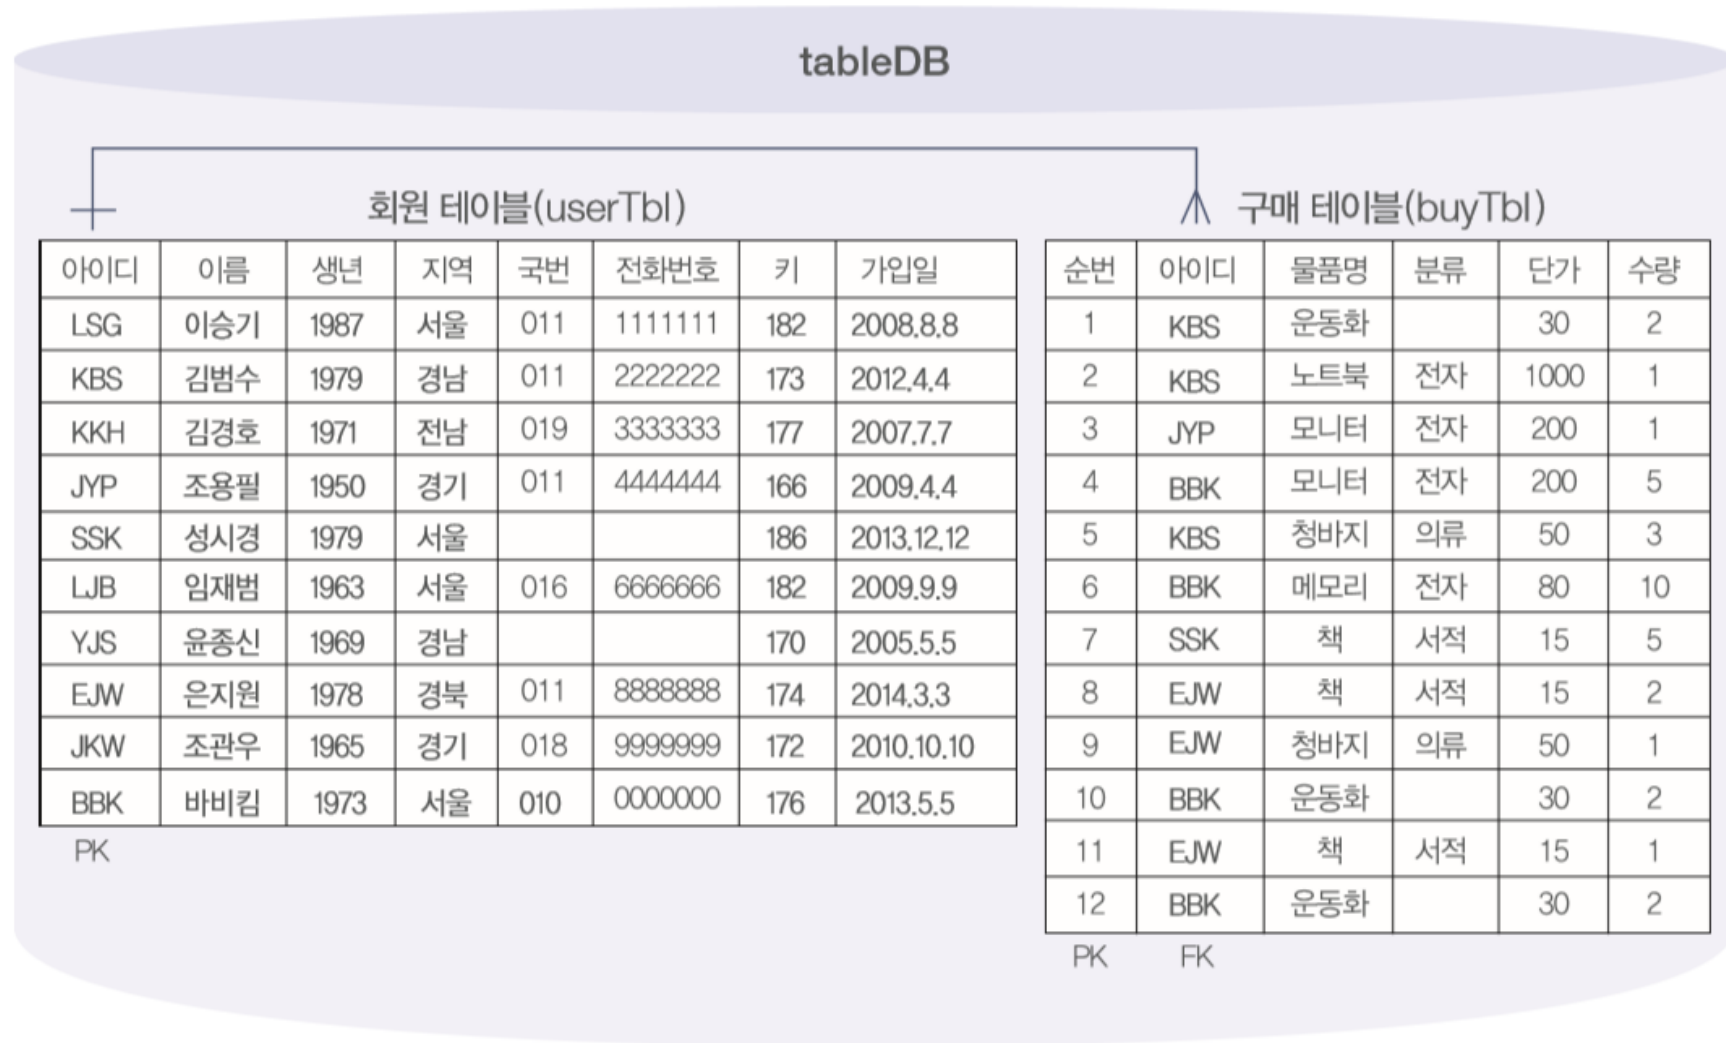 tableDB
회원 테이블(userTbl)
아이디 이름 생년 지역 국번 전화번호 키 가입일
LSG 이승기 1987 서울 011 1111111 182 2008.8.8
KBS 김범수 1979 경남 011 2222222 173 2012.4.4
KKH 김경호 1971 전남 019 3333333 177 2007.7.7
JYP 조용필 1950 경기 011 4444444 166 2009.4.4
SSK 성시경 1979 서울 186 2013.12.12
LJB 임재범 1963 서울 016 6666666 182 2009.9.9
YJS 윤종신 1969 경남 170 2005.5.5
EJW 은지원 1978 경북 011 8888888 174 2014.3.3
JKW 조관우 1965 경기 018 9999999 172 2010.10.10
BBK 바비킴 1973 서울 010 0000000 176 2013.5.5
PK
구매 테이블(buyTbl)
순번 아이디 물품명 분류 단가 수량
1 KBS 운동화 30 2
2 KBS 노트북 전자 1000 1
3 JYP 모니터 전자 200 1
4 BBK 모니터 전자 200 5
5 KBS 청바지 의류 50 3
6 BBK 메모리 전자 80 10
7 SSK 책 서적 15 5
8 EJW 책 서적 15 2
9 EJW 청바지 의류 50 1
10 BBK 운동화 30 2
11 EJW 책 서적 15 1
12 BBK 운동화 30 2
PK FK